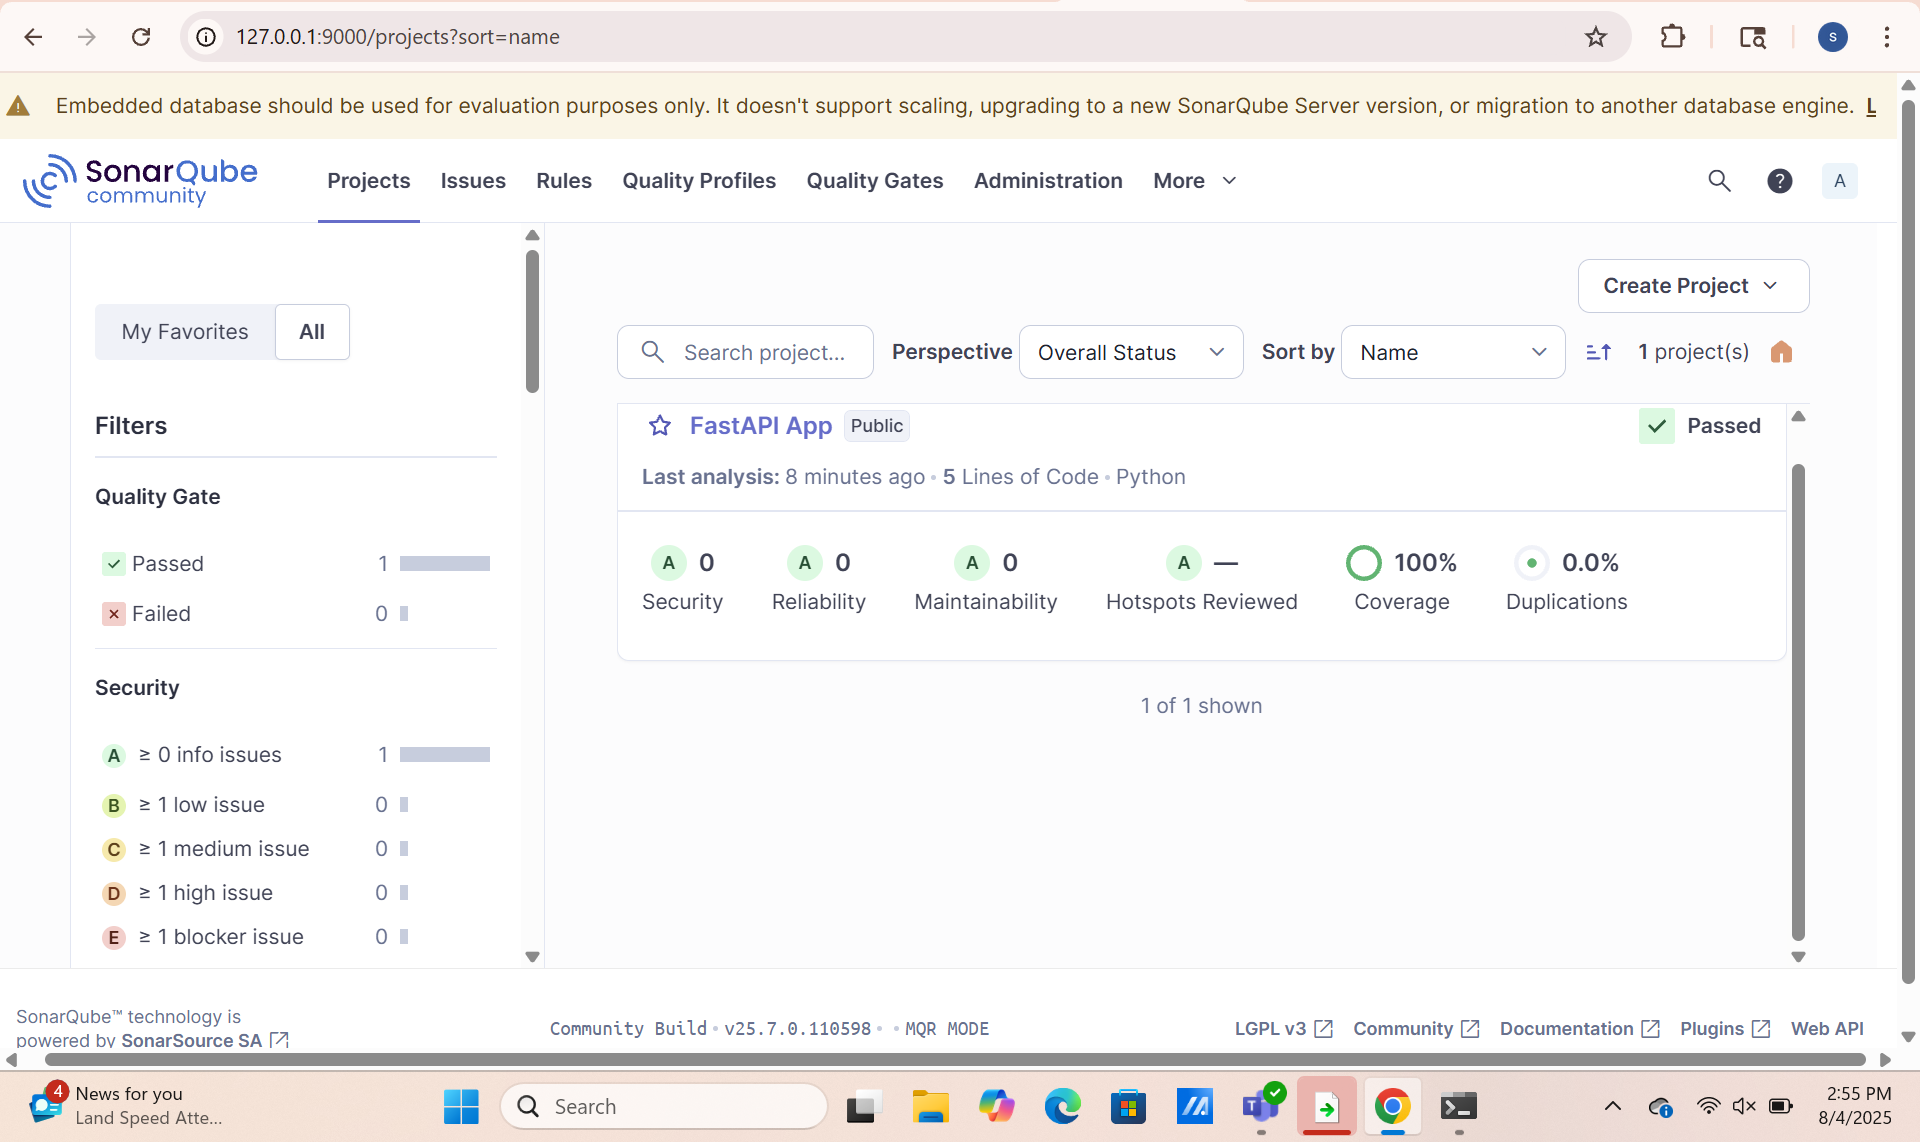 127.0.0.1:9000/projects?sort=name
S
Embedded database should be used for evaluation purposes only. It doesn't support scaling, upgrading to a new SonarQube Server version, or migration to another database engine. L
SonarQube community
Projects Issues Rules Quality Profiles Quality Gates Administration More
? A
Create Project
My Favorites All
Search project... Perspective Overall Status Sort by Name 1 project(s)
Filters
FastAPI App Public Passed
Last analysis: 8 minutes ago • 5 Lines of Code • Python
Quality Gate
Passed 1
Failed 0
A 0 A 0 A 0 A — 100% 0.0%
Security Reliability Maintainability Hotspots Reviewed Coverage Duplications
1 of 1 shown
Security
A ≥ 0 info issues 1
B ≥ 1 low issue 0
C ≥ 1 medium issue 0
D ≥ 1 high issue 0
E ≥ 1 blocker issue 0
SonarQube™ technology is
powered by SonarSource SA
Community Build • v25.7.0.110598 • • MQR MODE
LGPL v3 Community Documentation Plugins Web API
4 News for you
Land Speed Atte...
Search
T
2:55 PM
8/4/2025